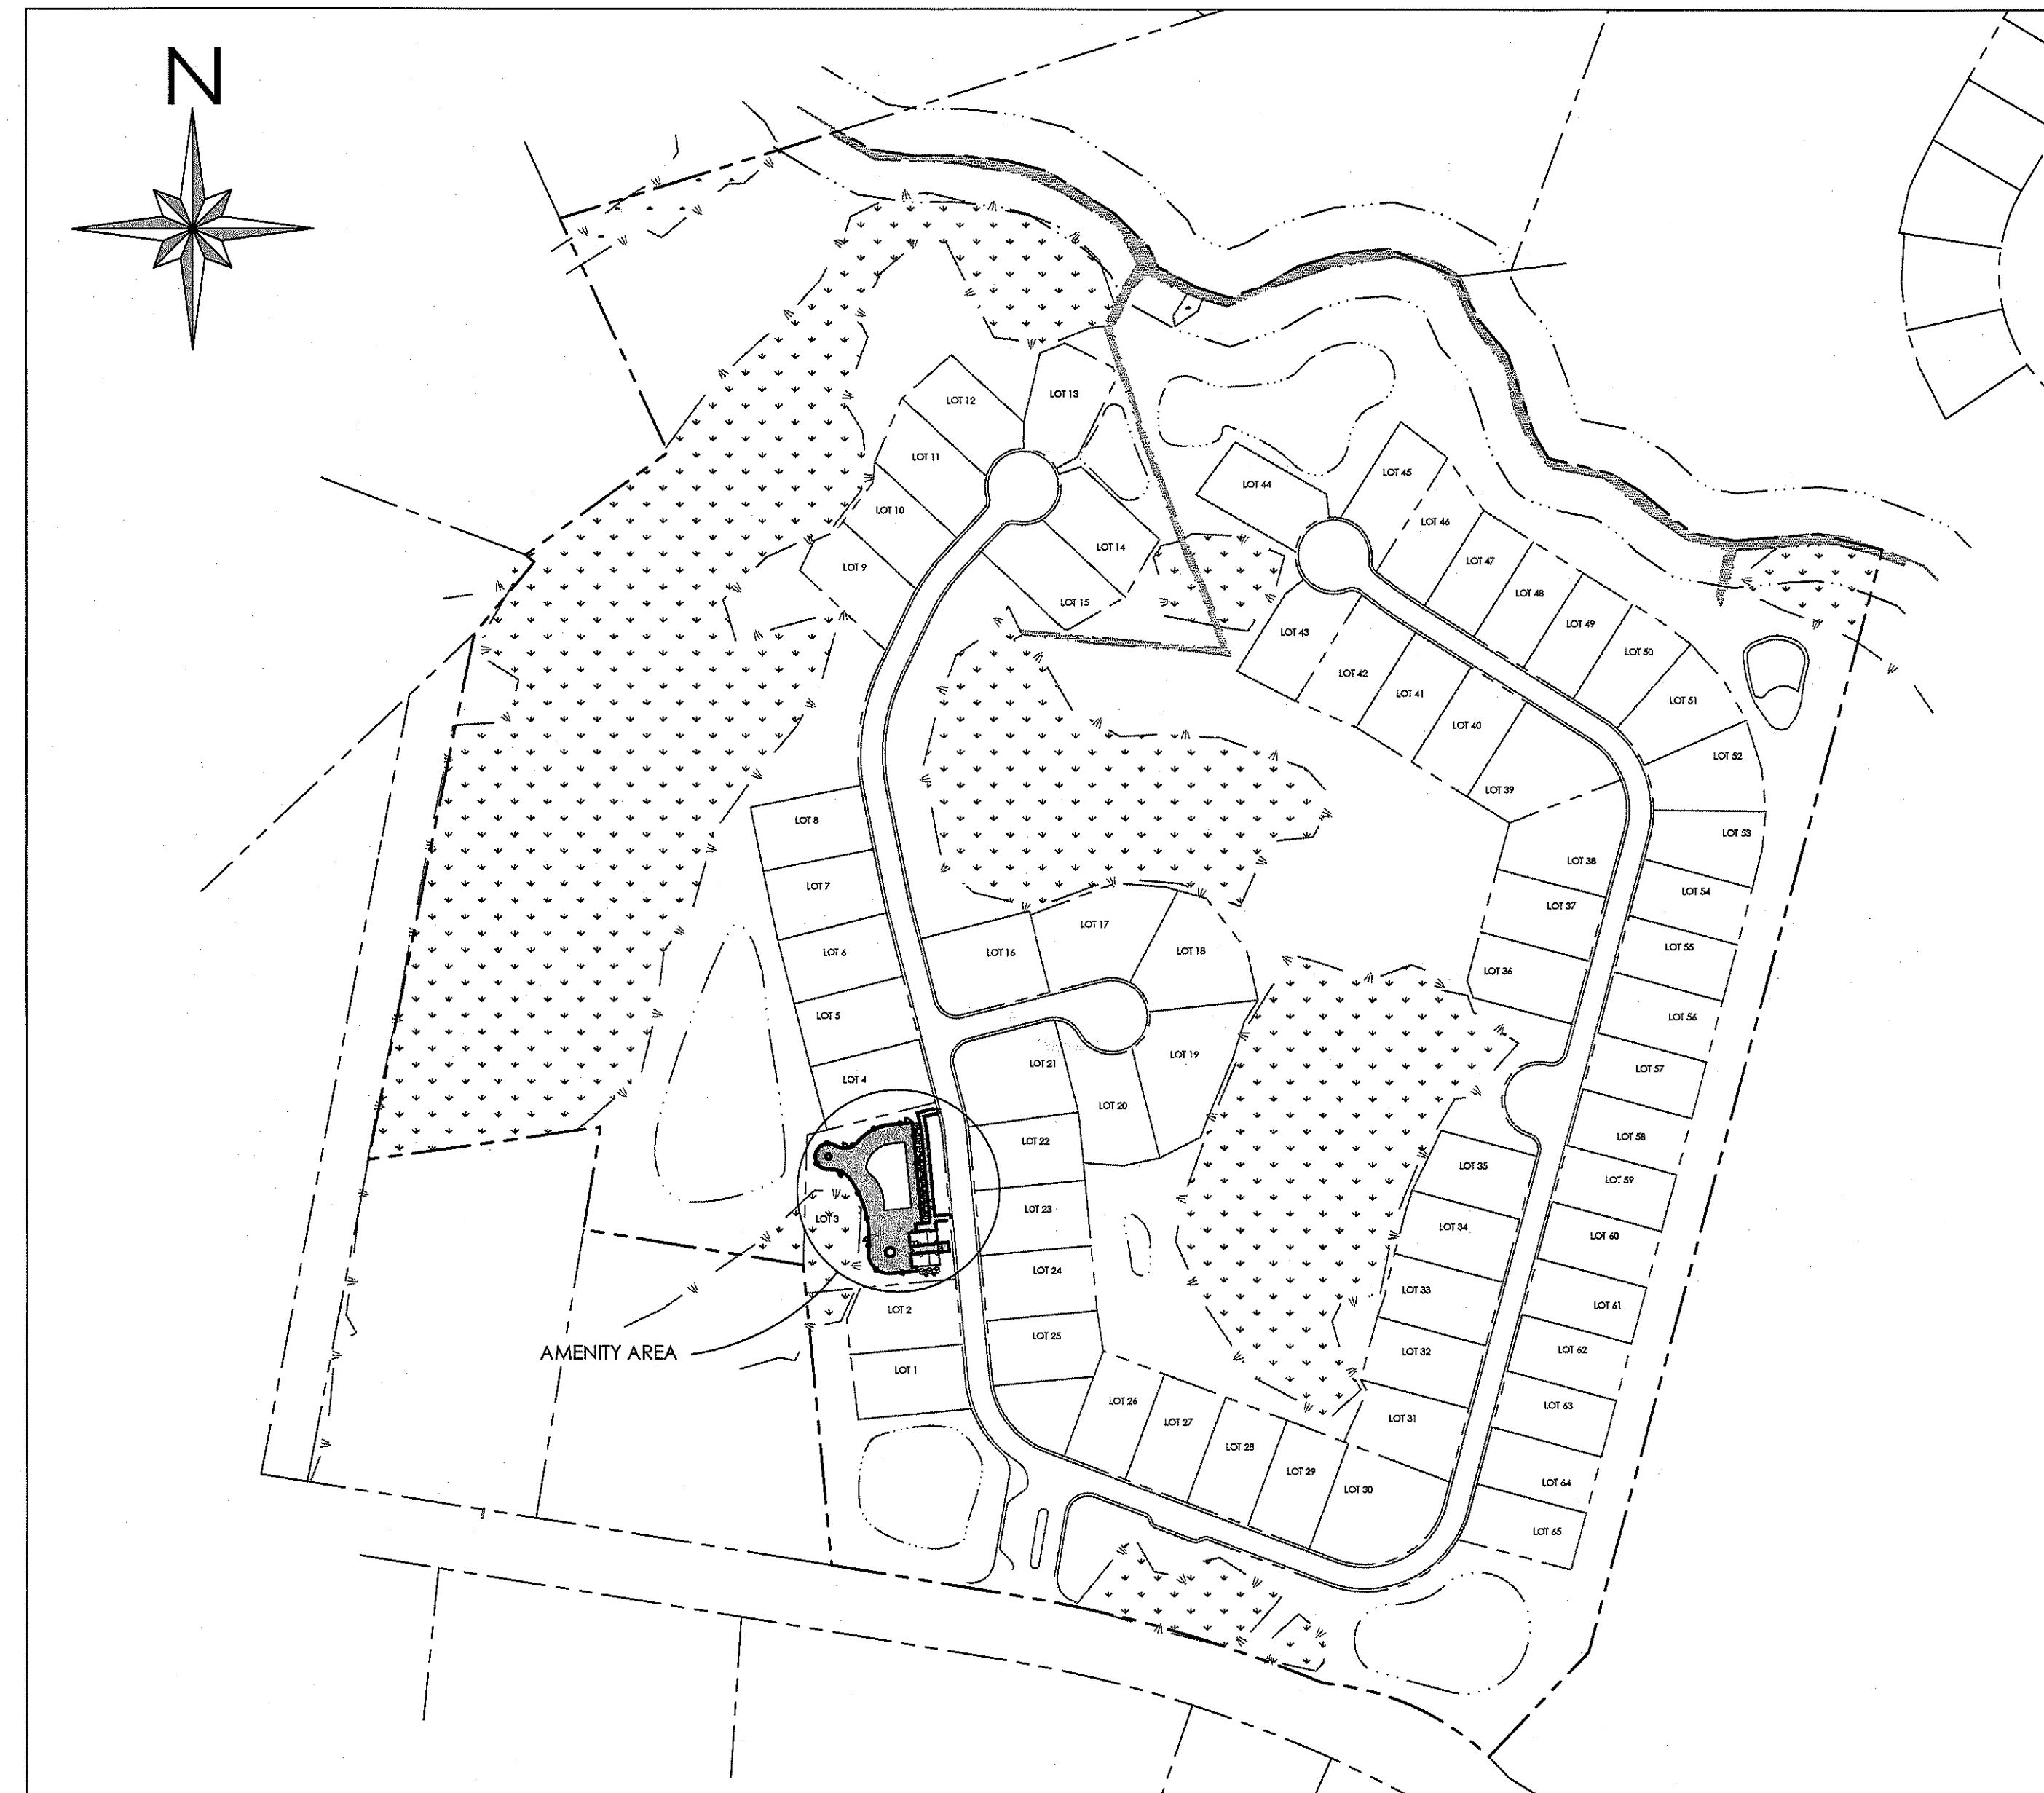 N
LOT 1
LOT 2
LOT 3
LOT 4
LOT 5
LOT 6
LOT 7
LOT 8
LOT 9
LOT 10
LOT 11
LOT 12
LOT 13
LOT 14
LOT 15
LOT 16
LOT 17
LOT 18
LOT 19
LOT 20
LOT 21
LOT 22
LOT 23
LOT 24
LOT 25
LOT 26
LOT 27
LOT 28
LOT 29
LOT 30
LOT 31
LOT 32
LOT 33
LOT 34
LOT 35
LOT 36
LOT 37
LOT 38
LOT 39
LOT 40
LOT 41
LOT 42
LOT 43
LOT 44
LOT 45
LOT 46
LOT 47
LOT 48
LOT 49
LOT 50
LOT 51
LOT 52
LOT 53
LOT 54
LOT 55
LOT 56
LOT 57
LOT 58
LOT 59
LOT 60
LOT 61
LOT 62
LOT 63
LOT 64
LOT 65
AMENITY AREA